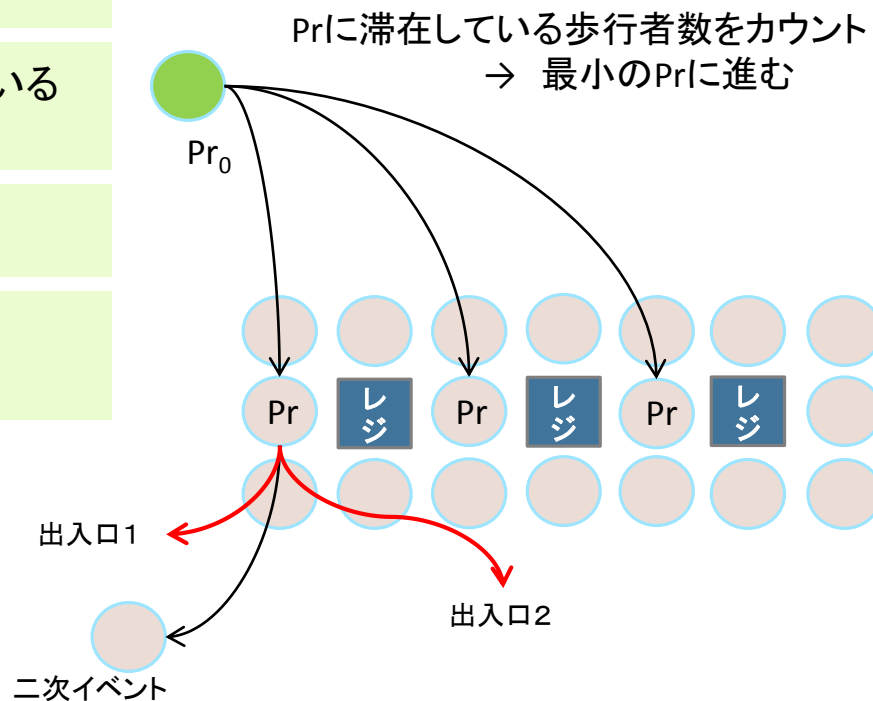 Prに滞在している歩行者数をカウント
→ 最小のPrに進む
いる
Pr₀
Pr レジ Pr レジ Pr レジ
出入口１
出入口２
二次イベント